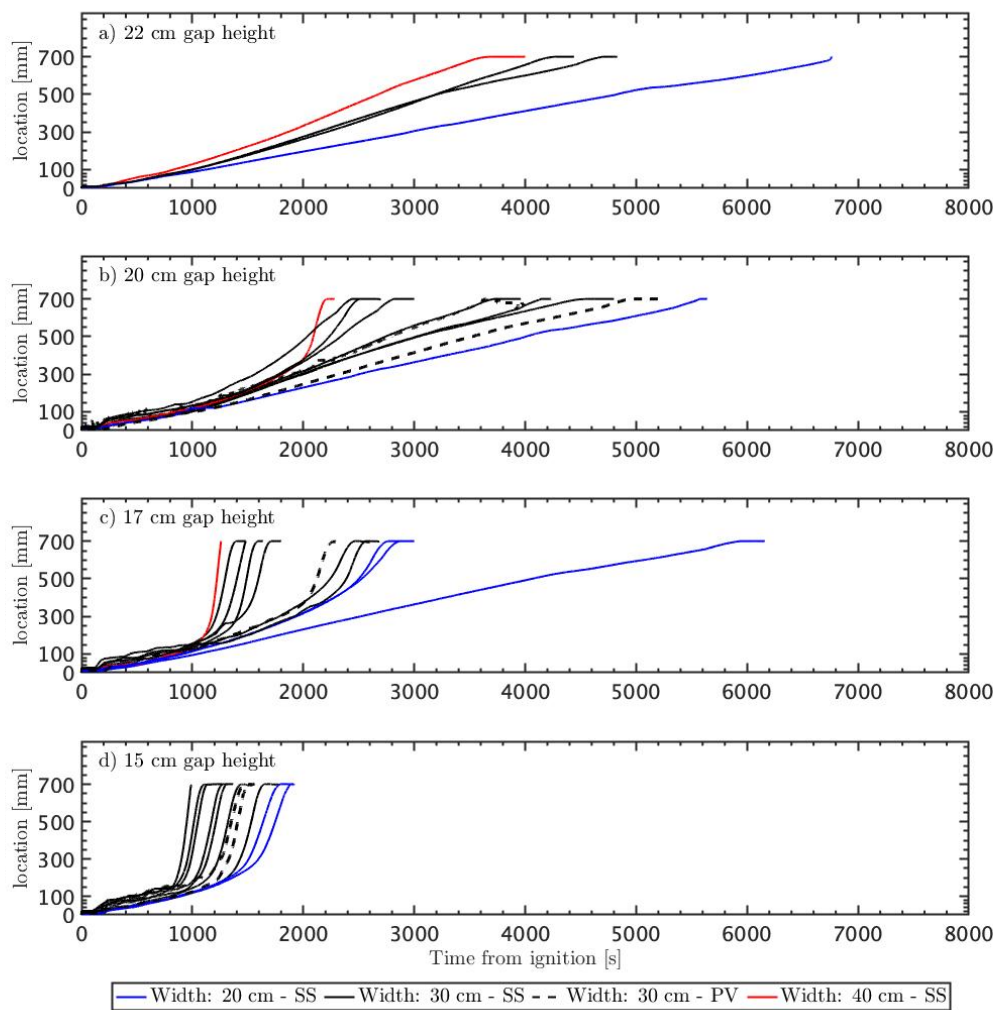 a) 22 cm gap height
location [mm]
700
500
300
100
0
0 1000 2000 3000 4000 5000 6000 7000 8000
b) 20 cm gap height
location [mm]
700
500
300
100
0
0 1000 2000 3000 4000 5000 6000 7000 8000
c) 17 cm gap height
location [mm]
700
500
300
100
0
0 1000 2000 3000 4000 5000 6000 7000 8000
d) 15 cm gap height
location [mm]
700
500
300
100
0
0 1000 2000 3000 4000 5000 6000 7000 8000
Time from ignition [s]
Width: 20 cm - SS Width: 30 cm - SS Width: 30 cm - PV Width: 40 cm - SS